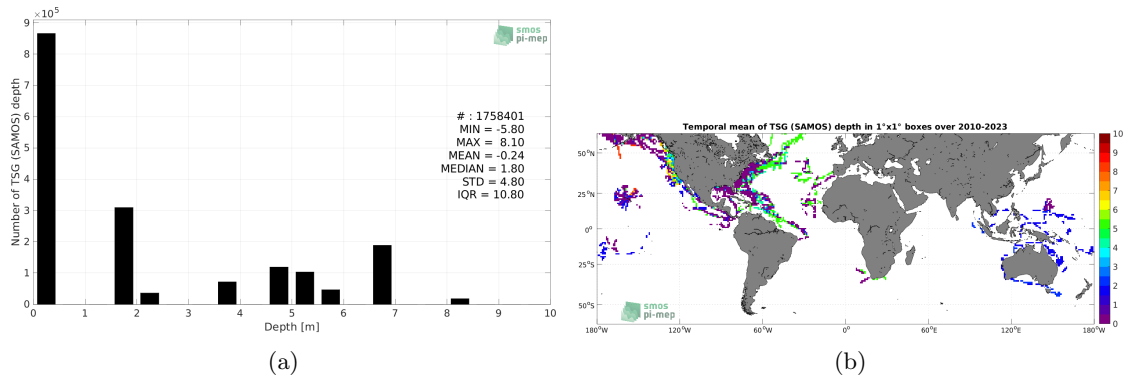 ×10⁵
9
8
7
6
5
4
3
2
1
0
Number of TSG (SAMOS) depth
0 1 2 3 4 5 6 7 8 9 10
Depth [m]
smos
pi-mep
# : 1758401
MIN = -5.80
MAX = 8.10
MEAN = -0.24
MEDIAN = 1.80
STD = 4.80
IQR = 10.80
(a)
Temporal mean of TSG (SAMOS) depth in 1°x1° boxes over 2010-2023
50°N
25°N
0°
25°S
50°S
180°W 120°W 60°W 0° 60°E 120°E 180°E
smos
pi-mep
10
9
8
7
6
5
4
3
2
1
0
(b)